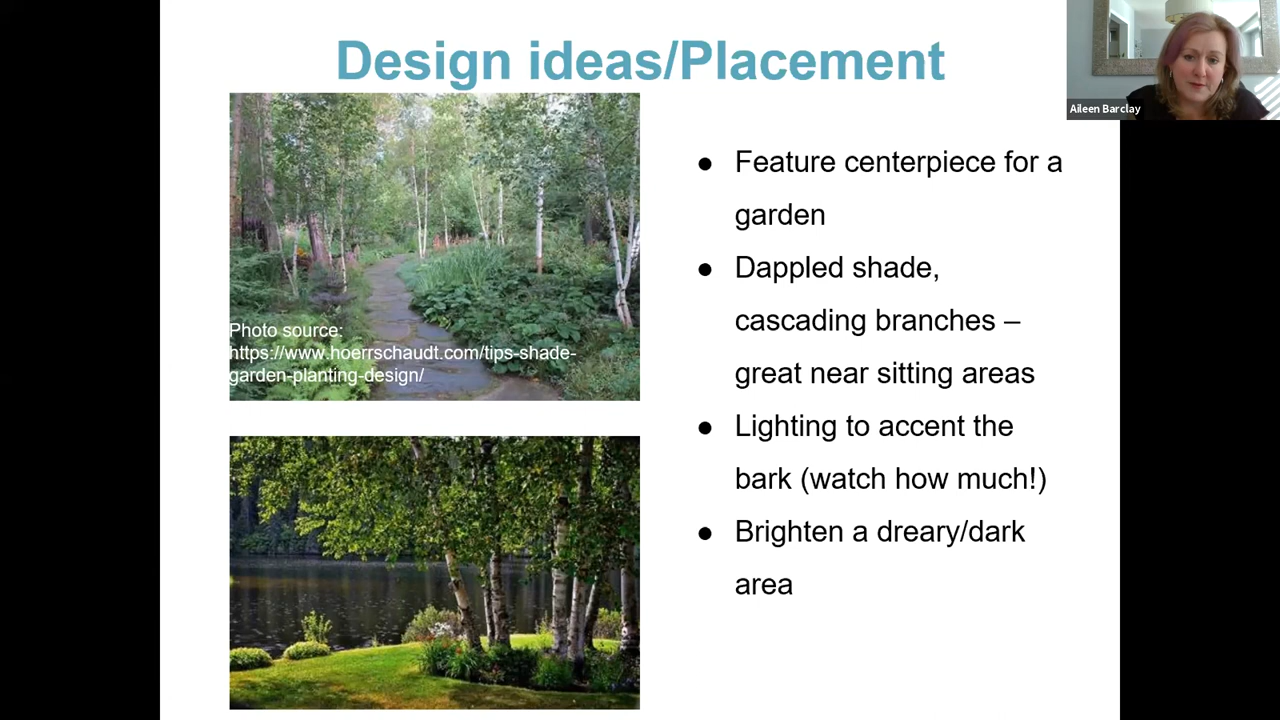 Design ideas/Placement
Aileen Barclay
Photo source:
https://www.hoerrschaudt.com/tips-shade-
garden-planting-design/
● Feature centerpiece for a
garden
● Dappled shade,
cascading branches –
great near sitting areas
● Lighting to accent the
bark (watch how much!)
● Brighten a dreary/dark
area